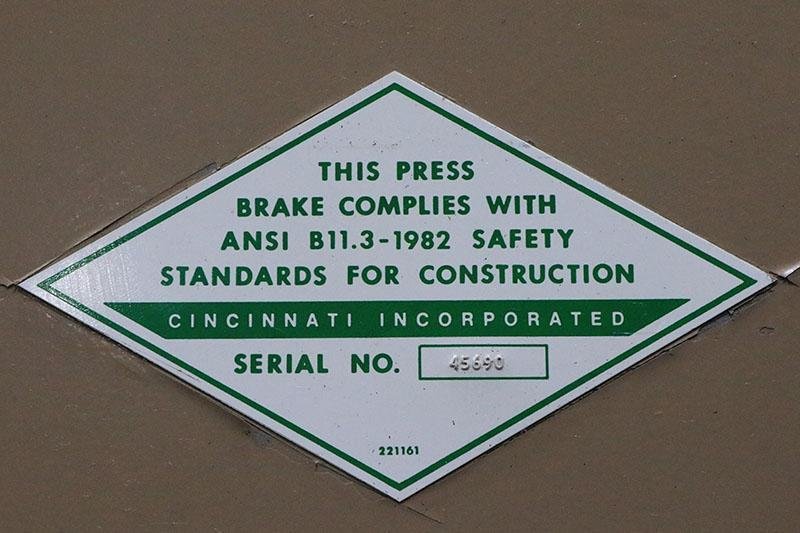 THIS PRESS
BRAKE COMPLIES WITH
ANSI B11.3-1982 SAFETY
STANDARDS FOR CONSTRUCTION
CINCINNATI INCORPORATED
SERIAL NO. 45690
221161